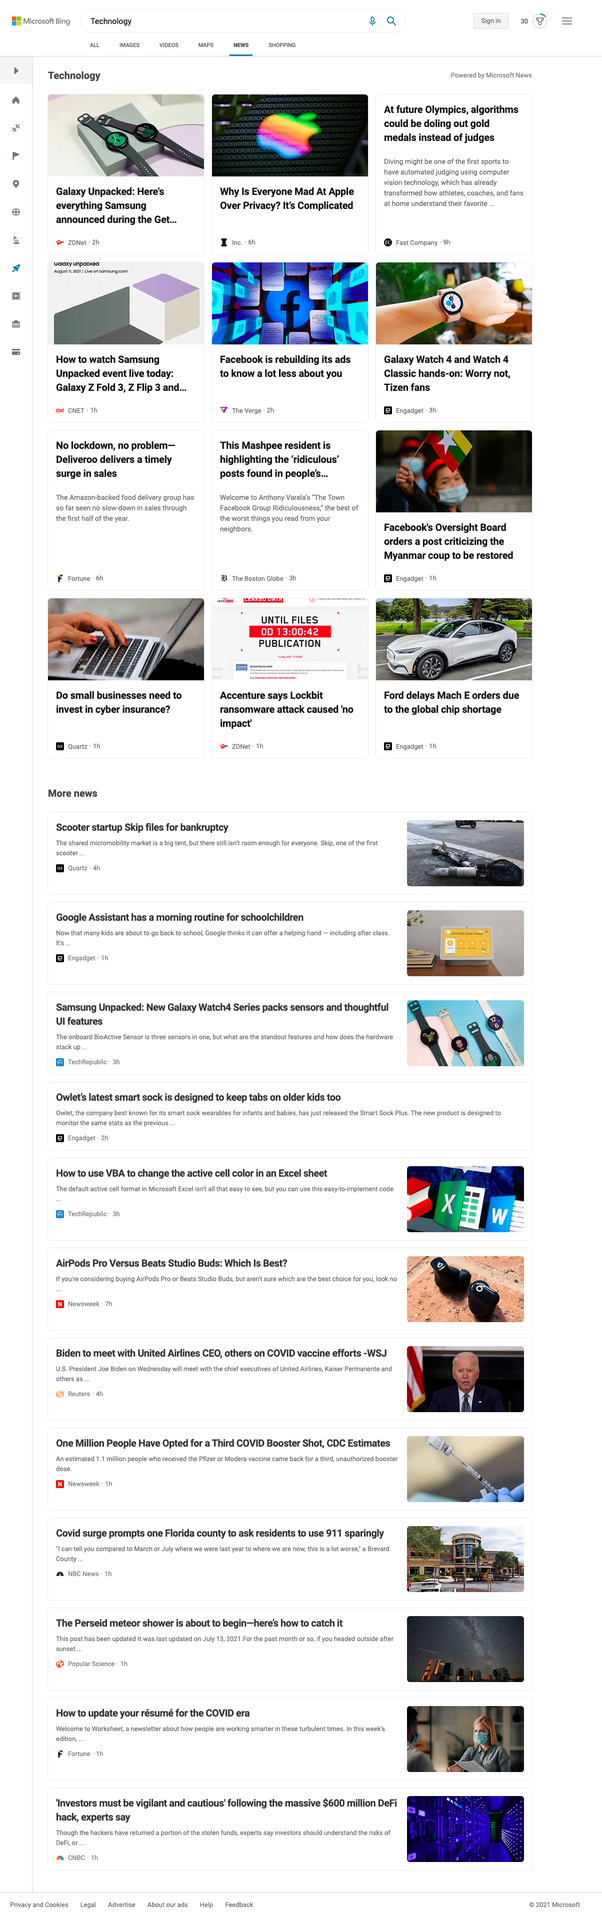 Microsoft Bing
Technology
Sign in
30
ALL
IMAGES
VIDEOS
MAPS
NEWS
SHOPPING
Technology
Powered by Microsoft News
Galaxy Unpacked: Here's
everything Samsung
announced during the Get...
ZDNet · 2h
Why Is Everyone Mad At Apple
Over Privacy? It's Complicated
Inc. · 6h
At future Olympics, algorithms
could be doling out gold
medals instead of judges
Diving might be one of the first sports to
have automated judging using computer
vision technology, which has already
transformed how athletes, coaches, and fans
at home understand their favorite ...
Fast Company · 9h
Galaxy Unpacked
August 11, 2021 | Live on samsung.com
How to watch Samsung
Unpacked event live today:
Galaxy Z Fold 3, Z Flip 3 and...
CNET · 1h
Facebook is rebuilding its ads
to know a lot less about you
The Verge · 2h
Galaxy Watch 4 and Watch 4
Classic hands-on: Worry not,
Tizen fans
Engadget · 3h
No lockdown, no problem—
Deliveroo delivers a timely
surge in sales
The Amazon-backed food delivery group has
so far seen no slow-down in sales through
the first half of the year.
Fortune · 6h
This Mashpee resident is
highlighting the 'ridiculous'
posts found in people's...
Welcome to Anthony Varela's "The Town
Facebook Group Ridiculousness," the best of
the worst things you read from your
neighbors.
The Boston Globe · 3h
Facebook's Oversight Board
orders a post criticizing the
Myanmar coup to be restored
Engadget · 1h
Do small businesses need to
invest in cyber insurance?
Quartz · 1h
LEAKED DATA
UNTIL FILES
0D 13:00:42
PUBLICATION
Accenture says Lockbit
ransomware attack caused 'no
impact'
ZDNet · 1h
Ford delays Mach E orders due
to the global chip shortage
Engadget · 1h
More news
Scooter startup Skip files for bankruptcy
The shared micromobility market is a big tent, but there still isn't room enough for everyone. Skip, one of the first
scooter ...
Quartz · 4h
Google Assistant has a morning routine for schoolchildren
Now that many kids are about to go back to school, Google thinks it can offer a helping hand — including after class.
It's ...
Engadget · 1h
Samsung Unpacked: New Galaxy Watch4 Series packs sensors and thoughtful
UI features
The onboard BioActive Sensor is three sensors in one, but what are the standout features and how does the hardware
stack up ...
TechRepublic · 3h
Owlet's latest smart sock is designed to keep tabs on older kids too
Owlet, the company best known for its smart sock wearables for infants and babies, has just released the Smart Sock Plus. The new product is designed to
monitor the same stats as the previous ...
Engadget · 2h
How to use VBA to change the active cell color in an Excel sheet
The default active cell format in Microsoft Excel isn't all that easy to see, but you can use this easy-to-implement code
...
TechRepublic · 3h
AirPods Pro Versus Beats Studio Buds: Which Is Best?
If you're considering buying AirPods Pro or Beats Studio Buds, but aren't sure which are the best choice for you, look no
...
Newsweek · 7h
Biden to meet with United Airlines CEO, others on COVID vaccine efforts -WSJ
U.S. President Joe Biden on Wednesday will meet with the chief executives of United Airlines, Kaiser Permanente and
others as ...
Reuters · 4h
One Million People Have Opted for a Third COVID Booster Shot, CDC Estimates
An estimated 1.1 million people who received the Pfizer or Modera vaccine came back for a third, unauthorized booster
dose.
Newsweek · 1h
Covid surge prompts one Florida county to ask residents to use 911 sparingly
"I can tell you compared to March or July where we were last year to where we are now, this is a lot worse," a Brevard
County ...
NBC News · 1h
The Perseid meteor shower is about to begin—here's how to catch it
This post has been updated It was last updated on July 13, 2021.For the past month or so, if you headed outside after
sunset ...
Popular Science · 1h
How to update your résumé for the COVID era
Welcome to Worksheet, a newsletter about how people are working smarter in these turbulent times. In this week's
edition, ...
Fortune · 1h
'Investors must be vigilant and cautious' following the massive $600 million DeFi
hack, experts say
Though the hackers have returned a portion of the stolen funds, experts say investors should understand the risks of
DeFi, or ...
CNBC · 1h
Privacy and Cookies
Legal
Advertise
About our ads
Help
Feedback
© 2021 Microsoft